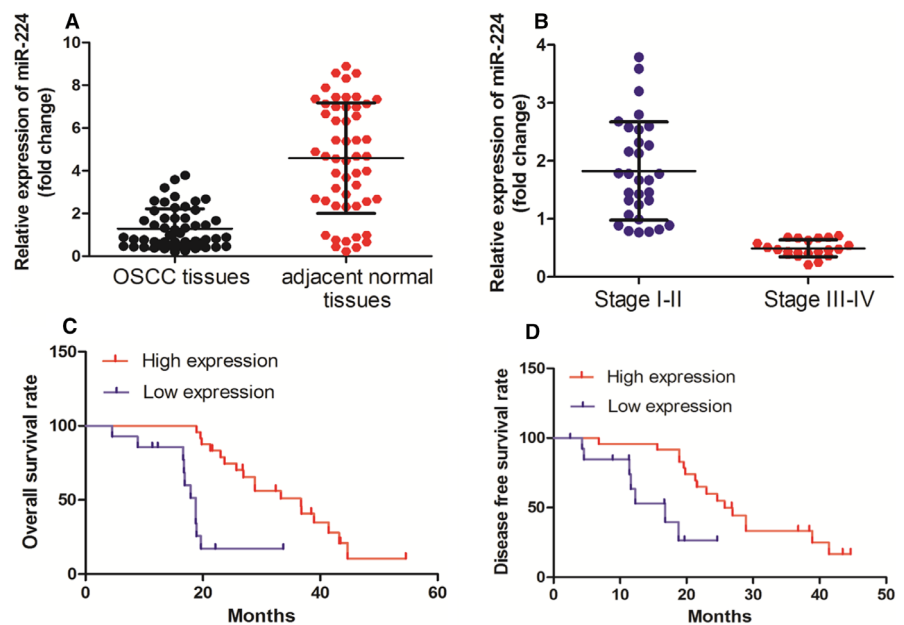 A
Relative expression of miR-224
(fold change)
10
8
6
4
2
0
OSCC tissues
adjacent normal
tissues
B
Relative expression of miR-224
(fold change)
4
3
2
1
0
Stage I-II
Stage III-IV
C
Overall survival rate
150
100
50
0
High expression
Low expression
0 20 40 60
Months
D
Disease free survival rate
150
100
50
0
High expression
Low expression
0 10 20 30 40 50
Months